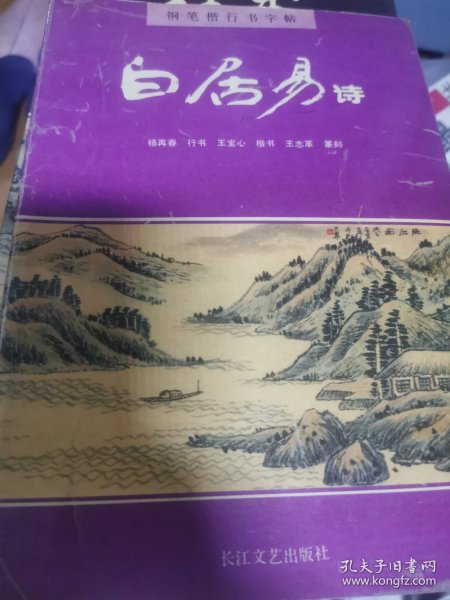 钢笔楷行书字帖
白居易诗
杨再春 行书 王宝心 楷书 王志革 篆刻
长江文艺出版社
孔夫子旧书网
www.kongfz.com